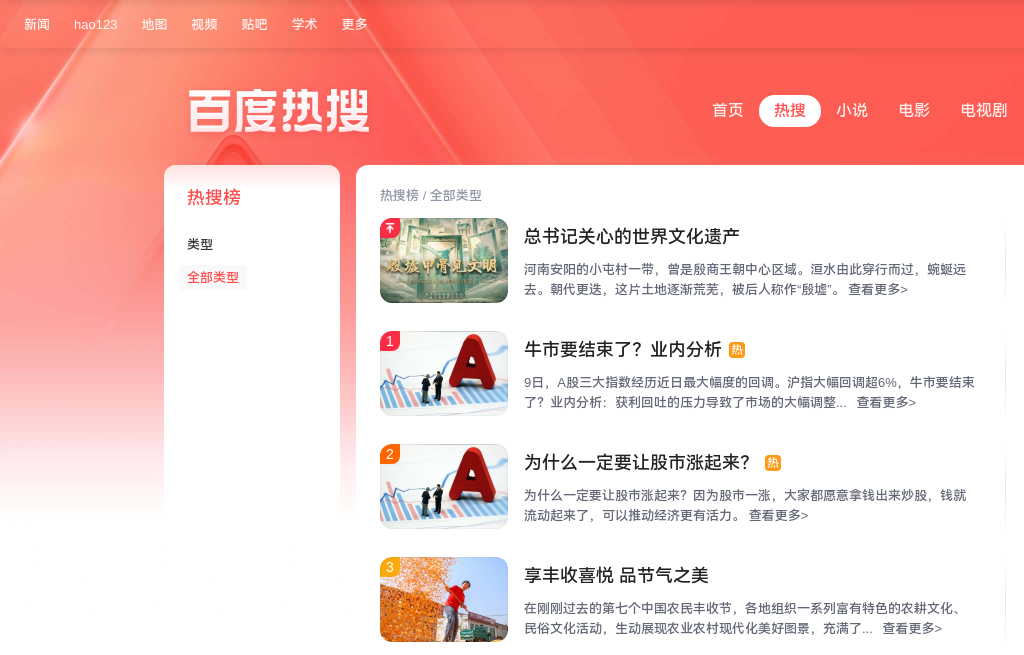 新闻 hao123 地图 视频 贴吧 学术 更多
百度热搜
首页 热搜 小说 电影 电视剧
热搜榜
类型
全部类型
热搜榜 / 全部类型
殷墟甲骨见文明
总书记关心的世界文化遗产
河南安阳的小屯村一带，曾是殷商王朝中心区域。洹水由此穿行而过，蜿蜒远
去。朝代更迭，这片土地逐渐荒芜，被后人称作“殷墟”。 查看更多>
1
A
牛市要结束了？业内分析 热
9日，A股三大指数经历近日最大幅度的回调。沪指大幅回调超6%，牛市要结束
了？业内分析：获利回吐的压力导致了市场的大幅调整... 查看更多>
2
A
为什么一定要让股市涨起来？ 热
为什么一定要让股市涨起来？因为股市一涨，大家都愿意拿钱出来炒股，钱就
流动起来了，可以推动经济更有活力。 查看更多>
3
享丰收喜悦 品节气之美
在刚刚过去的第七个中国农民丰收节，各地组织一系列富有特色的农耕文化、
民俗文化活动，生动展现农业农村现代化美好图景，充满了... 查看更多>